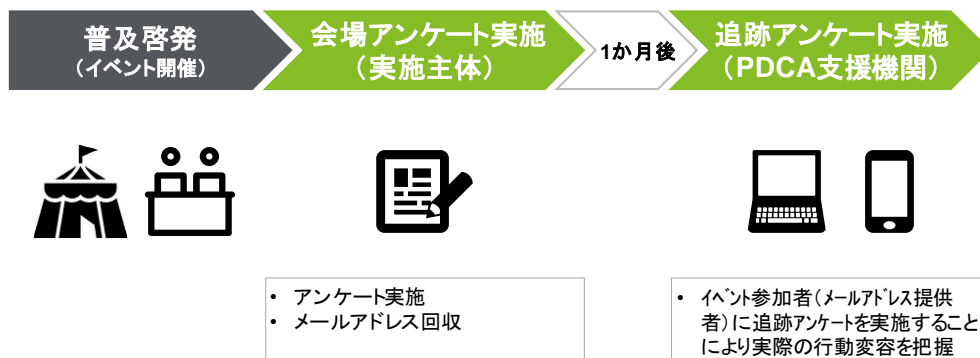 普及啓発
（イベント開催）
会場アンケート実施
（実施主体）
1か月後
追跡アンケート実施
（PDCA支援機関）
• アンケート実施
• メールアドレス回収
• イベント参加者（メールアドレス提供
者）に追跡アンケートを実施すること
により実際の行動変容を把握